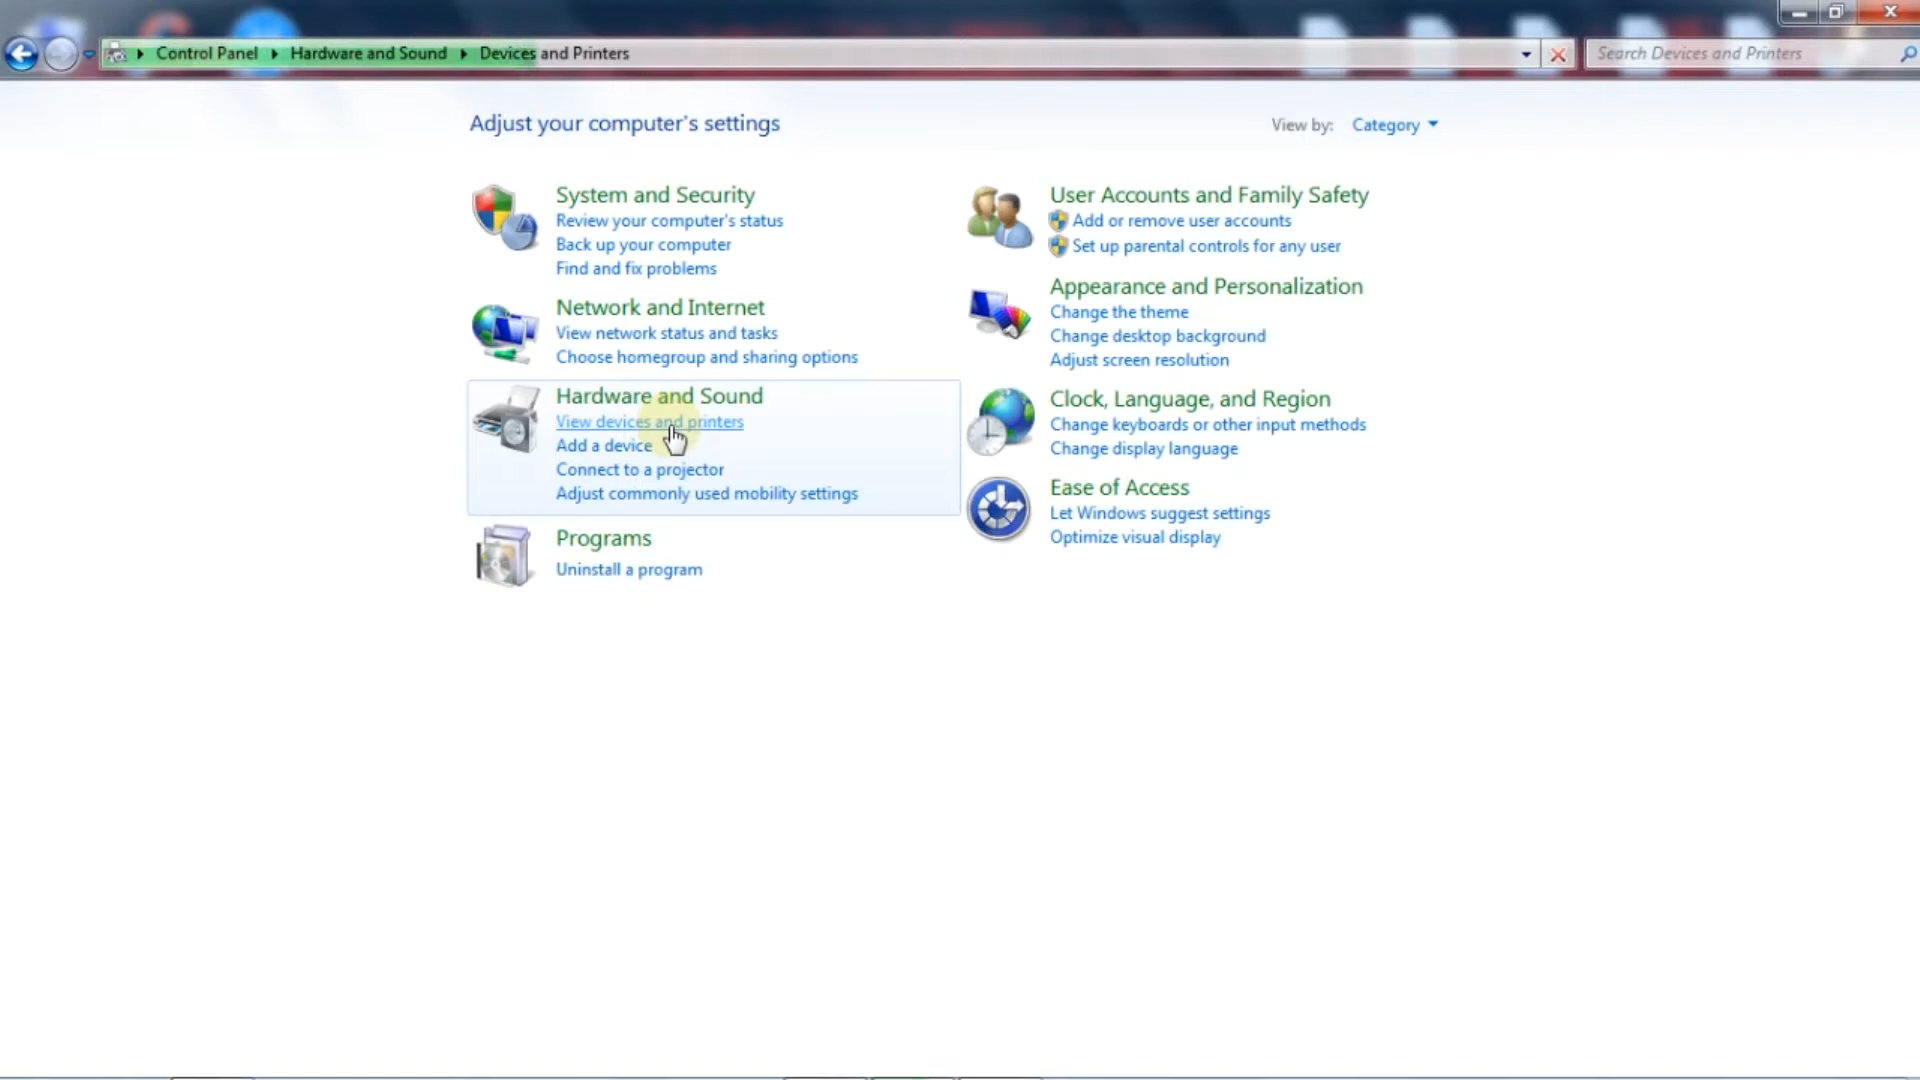 Control Panel Hardware and Sound Devices and Printers
Search Devices and Printers
Adjust your computer's settings
View by: Category
System and Security
Review your computer's status
Back up your computer
Find and fix problems
Network and Internet
View network status and tasks
Choose homegroup and sharing options
Hardware and Sound
View devices and printers
Add a device
Connect to a projector
Adjust commonly used mobility settings
Programs
Uninstall a program
User Accounts and Family Safety
Add or remove user accounts
Set up parental controls for any user
Appearance and Personalization
Change the theme
Change desktop background
Adjust screen resolution
Clock, Language, and Region
Change keyboards or other input methods
Change display language
Ease of Access
Let Windows suggest settings
Optimize visual display